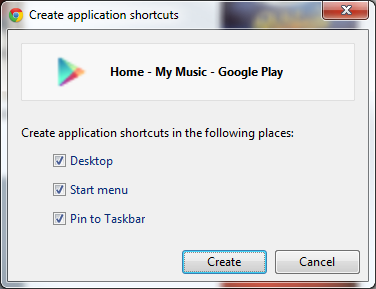 Create application shortcuts
Home - My Music - Google Play
Create application shortcuts in the following places:
Desktop
Start menu
Pin to Taskbar
Create Cancel